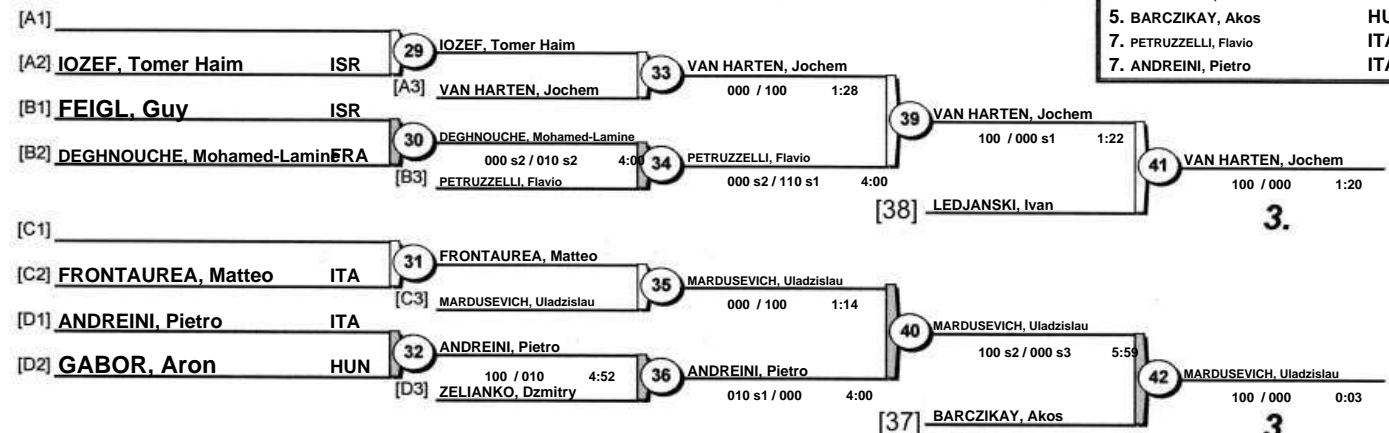 5. BARCZIKAY, Akos HU
7. PETRUZZELLI, Flavio ITA
7. ANDREINI, Pietro ITA
[A1]
[A2] IOZEF, Tomer Haim ISR
29
IOZEF, Tomer Haim
[A3] VAN HARTEN, Jochem
33
VAN HARTEN, Jochem
000 / 100 1:28
[B1] FEIGL, Guy ISR
[B2] DEGHNOUCHE, Mohamed-Lamine FRA
30
DEGHNOUCHE, Mohamed-Lamine
000 s2 / 010 s2 4:00
[B3] PETRUZZELLI, Flavio
34
PETRUZZELLI, Flavio
000 s2 / 110 s1 4:00
39
VAN HARTEN, Jochem
100 / 000 s1 1:22
[38] LEDJANSKI, Ivan
41
VAN HARTEN, Jochem
100 / 000 1:20
3.
[C1]
[C2] FRONTAUREA, Matteo ITA
31
FRONTAUREA, Matteo
[C3] MARDUSEVICH, Uladzislau
35
MARDUSEVICH, Uladzislau
000 / 100 1:14
[D1] ANDREINI, Pietro ITA
[D2] GABOR, Aron HUN
32
ANDREINI, Pietro
100 / 010 4:52
[D3] ZELIANKO, Dzmitry
36
ANDREINI, Pietro
010 s1 / 000 4:00
40
MARDUSEVICH, Uladzislau
100 s2 / 000 s3 5:59
[37] BARCZIKAY, Akos
42
MARDUSEVICH, Uladzislau
100 / 000 0:03
3